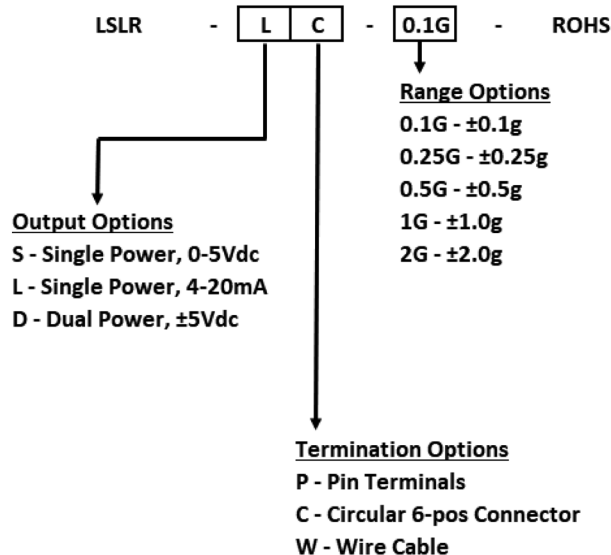 LSLR - L C - 0.1G - ROHS
Range Options
0.1G - ±0.1g
0.25G - ±0.25g
0.5G - ±0.5g
1G - ±1.0g
2G - ±2.0g
Output Options
S - Single Power, 0-5Vdc
L - Single Power, 4-20mA
D - Dual Power, ±5Vdc
Termination Options
P - Pin Terminals
C - Circular 6-pos Connector
W - Wire Cable